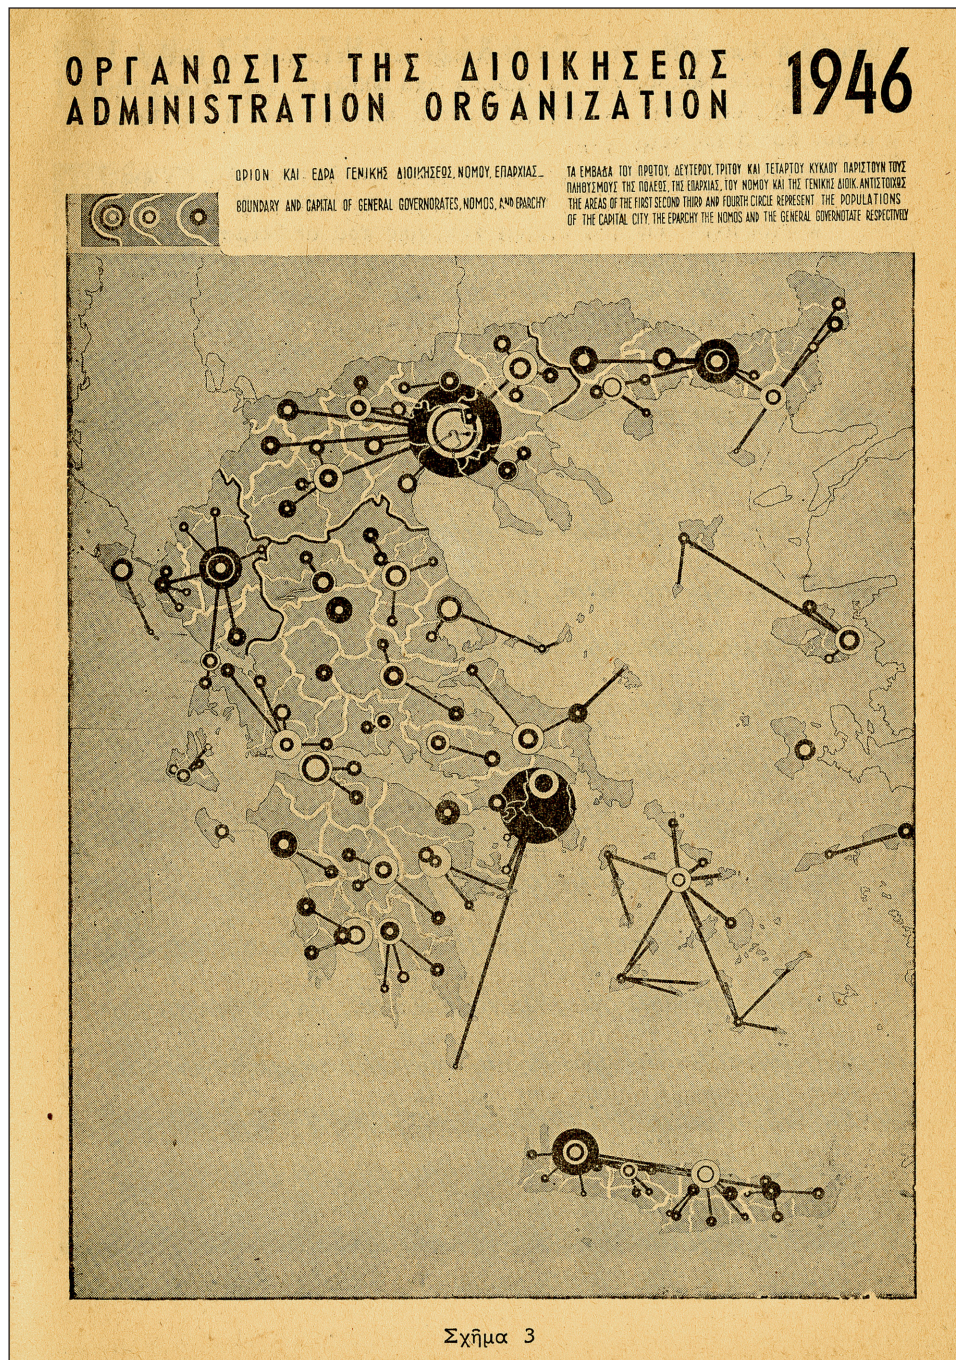 ΟΡΓΑΝΩΣΙΣ ΤΗΣ ΔΙΟΙΚΗΣΕΩΣ
ADMINISTRATION ORGANIZATION
1946
ΟΡΙΟΝ ΚΑΙ ΕΔΡΑ ΓΕΝΙΚΗΣ ΔΙΟΙΚΗΣΕΩΣ, ΝΟΜΟΥ, ΕΠΑΡΧΙΑΣ_
BOUNDARY AND CAPITAL OF GENERAL GOVERNORATES, NOMOS, AND EPARCHY
ΤΑ ΕΜΒΑΔΑ ΤΟΥ ΠΡΩΤΟΥ, ΔΕΥΤΕΡΟΥ, ΤΡΙΤΟΥ ΚΑΙ ΤΕΤΑΡΤΟΥ ΚΥΚΛΟΥ ΠΑΡΙΣΤΟΥΝ ΤΟΥΣ
ΠΛΗΘΥΣΜΟΥΣ ΤΗΣ ΠΟΛΕΩΣ, ΤΗΣ ΕΠΑΡΧΙΑΣ, ΤΟΥ ΝΟΜΟΥ ΚΑΙ ΤΗΣ ΓΕΝΙΚΗΣ ΔΙΟΙΚ. ΑΝΤΙΣΤΟΙΧΩΣ
THE AREAS OF THE FIRST SECOND THIRD AND FOURTH CIRCLE REPRESENT THE POPULATIONS
OF THE CAPITAL CITY, THE EPARCHY THE NOMOS AND THE GENERAL GOVERNOTATE RESPECTIVELY
Σχῆμα 3